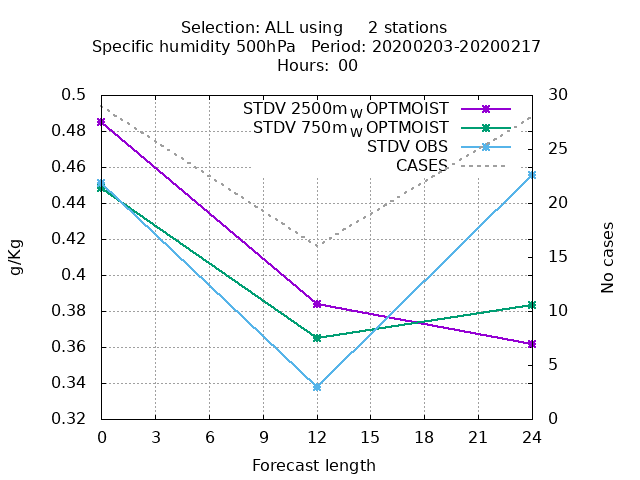 Selection: ALL using 2 stations
Specific humidity 500hPa Period: 20200203-20200217
Hours: 00
0.5 30
STDV 2500m_W OPTMOIST
0.48
STDV 750m_W OPTMOIST
25
STDV OBS
0.46
CASES
0.44 20
0.42
15
0.4
0.38 10
0.36
5
0.34
0.32 0
g/Kg
No cases
0 3 6 9 12 15 18 21 24
Forecast length